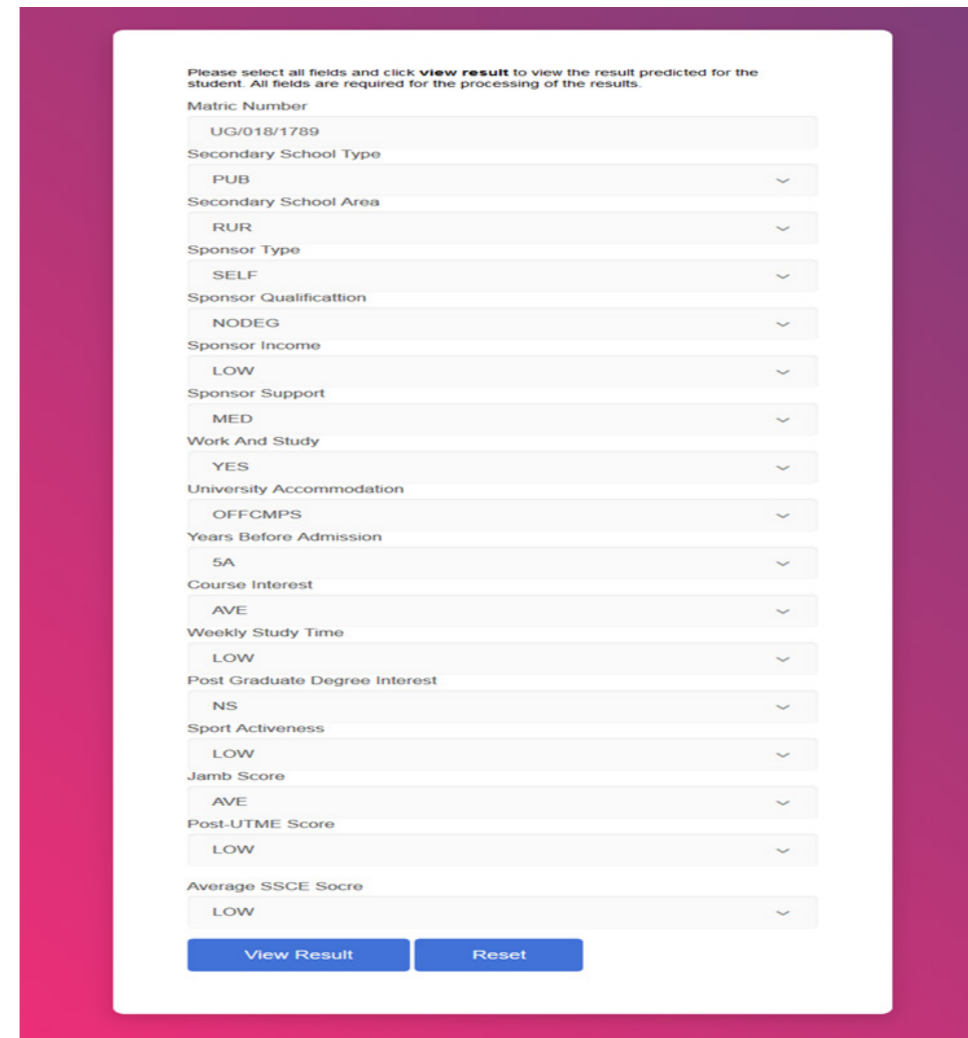 Please select all fields and click view result to view the result predicted for the
student. All fields are required for the processing of the results.
Matric Number
UG/018/1789
Secondary School Type
PUB
Secondary School Area
RUR
Sponsor Type
SELF
Sponsor Qualificattion
NODEG
Sponsor Income
LOW
Sponsor Support
MED
Work And Study
YES
University Accommodation
OFFCMPS
Years Before Admission
5A
Course Interest
AVE
Weekly Study Time
LOW
Post Graduate Degree Interest
NS
Sport Activeness
LOW
Jamb Score
AVE
Post-UTME Score
LOW
Average SSCE Socre
LOW
View Result Reset